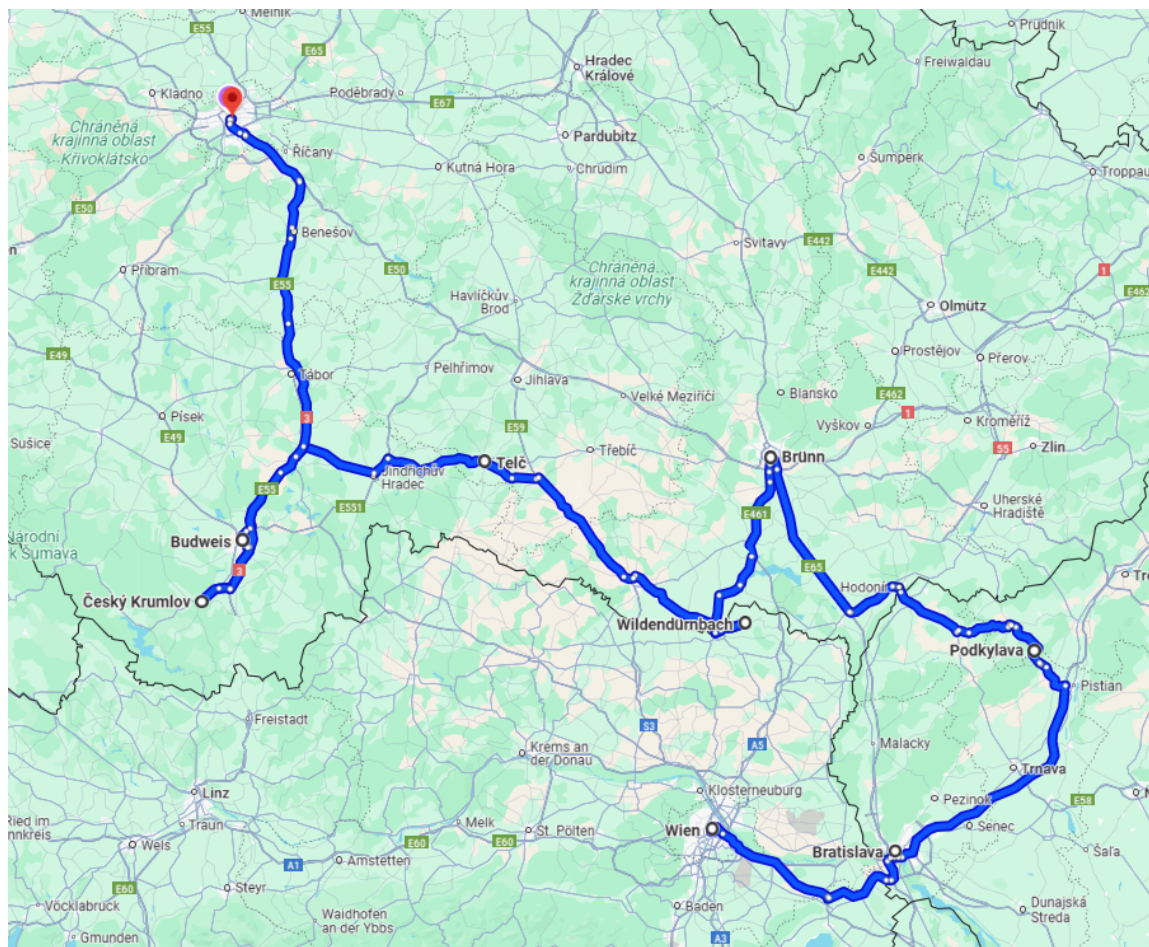 Mělník
E55
E65
Prudnik
Hradec
Králové
Freiwaldau
Kladno
Poděbrady
E67
Chráněná
krajinná oblast
Křivoklátsko
Říčany
Pardubitz
Kutná Hora
Chrudim
Šumperk
Troppau
E50
Benešov
Svitavy
E442
Příbram
E50
Chráněná
krajinná oblast
Žďárské vrchy
E442
1
E462
E55
Havlíčkův
Brod
Olmütz
E49
Prostějov
Přerov
Tábor
Pelhřimov
Jihlava
Velké Meziříčí
Blansko
E462
1
Písek
3
E49
E59
Vyškov
Kroměříž
Sušice
Třebíč
Brünn
55
Zlín
Telč
Jindřichův
Hradec
E55
E551
E461
Uherské
Hradiště
Budweis
Národní
k Šumava
3
E65
Hodonín
Český Krumlov
Wildendürnbach
Podkylava
Pistian
Freistadt
S3
A5
Malacky
Krems an
der Donau
Trnava
Linz
Klosterneuburg
Pezinok
E58
Ried im
nnkreis
Traun
Melk
E60
E60
St. Pölten
Wien
Senec
Wels
A1
Amstetten
Bratislava
Šaľa
E60
Steyr
Baden
Vöcklabruck
Waidhofen
an der Ybbs
Dunajská
Streda
Gmunden
A3